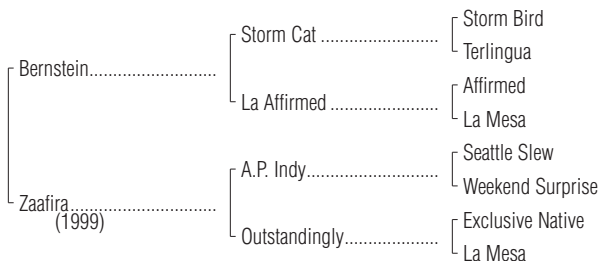 Storm Bird
Storm Cat ..............................
Terlingua
Bernstein................................
Affirmed
La Affirmed ...........................
La Mesa
Seattle Slew
A.P. Indy.................................
Weekend Surprise
Zaafira....................................
(1999)
Exclusive Native
Outstandingly........................
La Mesa